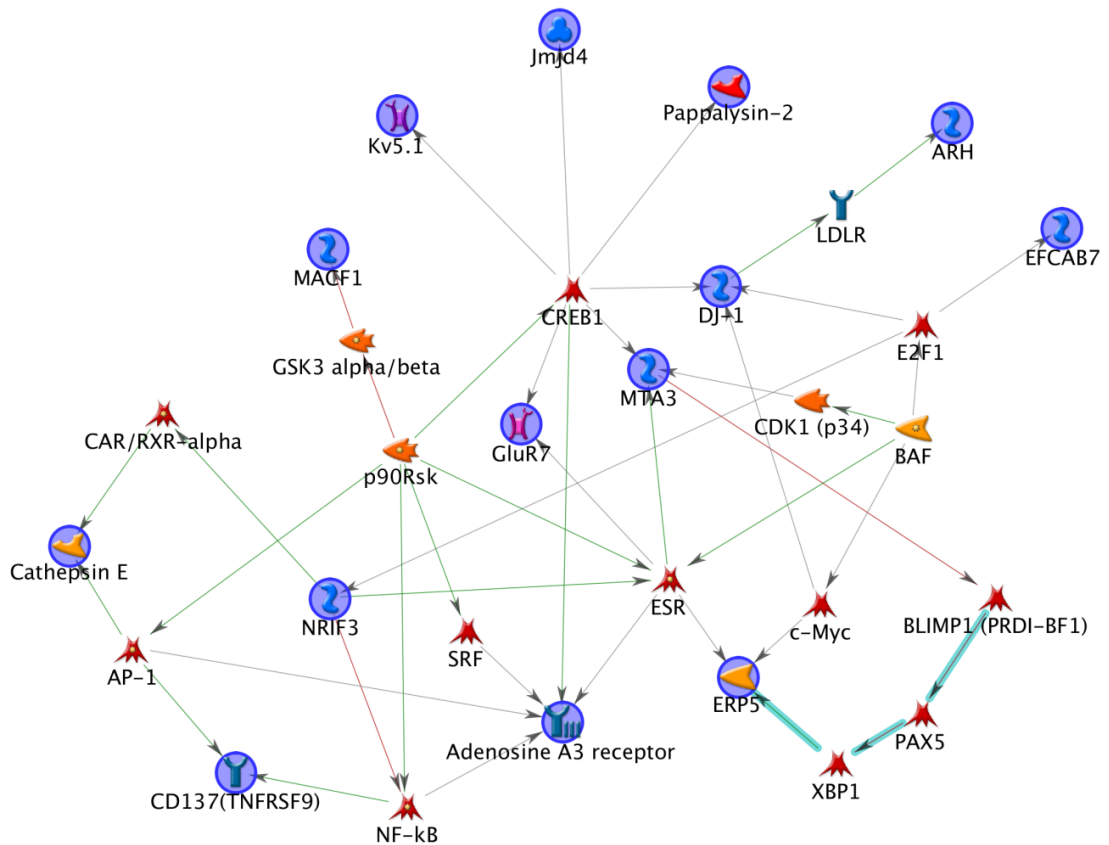 Jmjd4
Pappalysin-2
Kv5.1
ARH
LDLR
EFCAB7
MACF1
DJ-1
CREB1
E2F1
GSK3 alpha/beta
MTA3
CDK1 (p34)
CAR/RXR-alpha
GluR7
BAF
p90Rsk
Cathepsin E
ESR
c-Myc
BLIMP1 (PRDI-BF1)
NRIF3
SRF
AP-1
ERP5
PAX5
Adenosine A3 receptor
XBP1
CD137(TNFRSF9)
NF-kB